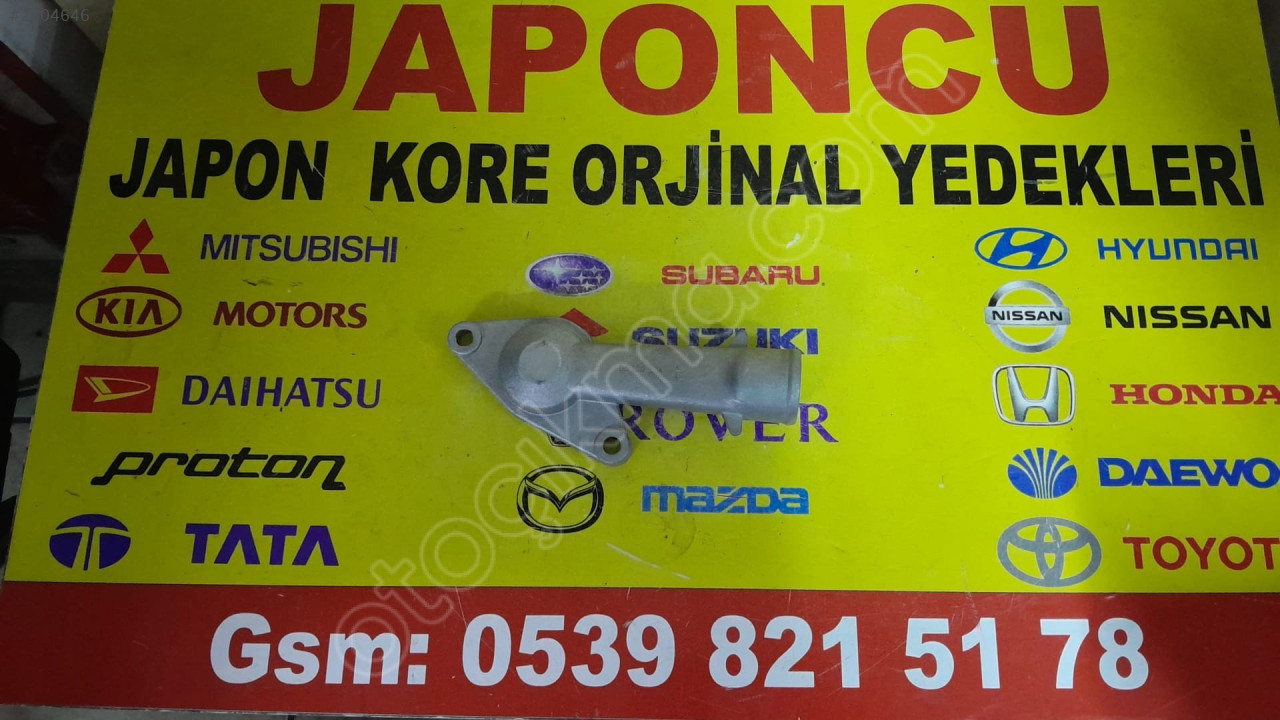 04646
JAPONCU
JAPON KORE ORJİNAL YEDEKLERİ
MITSUBISHI
KIA MOTORS
DAIHATSU
proton
TATA
SUBARU
SUZUKI
ROVER
mazda
HYUNDAI
NISSAN NISSAN
HONDA
DAEWO
TOYOT
Gsm: 0539 821 51 78
otocikma.com